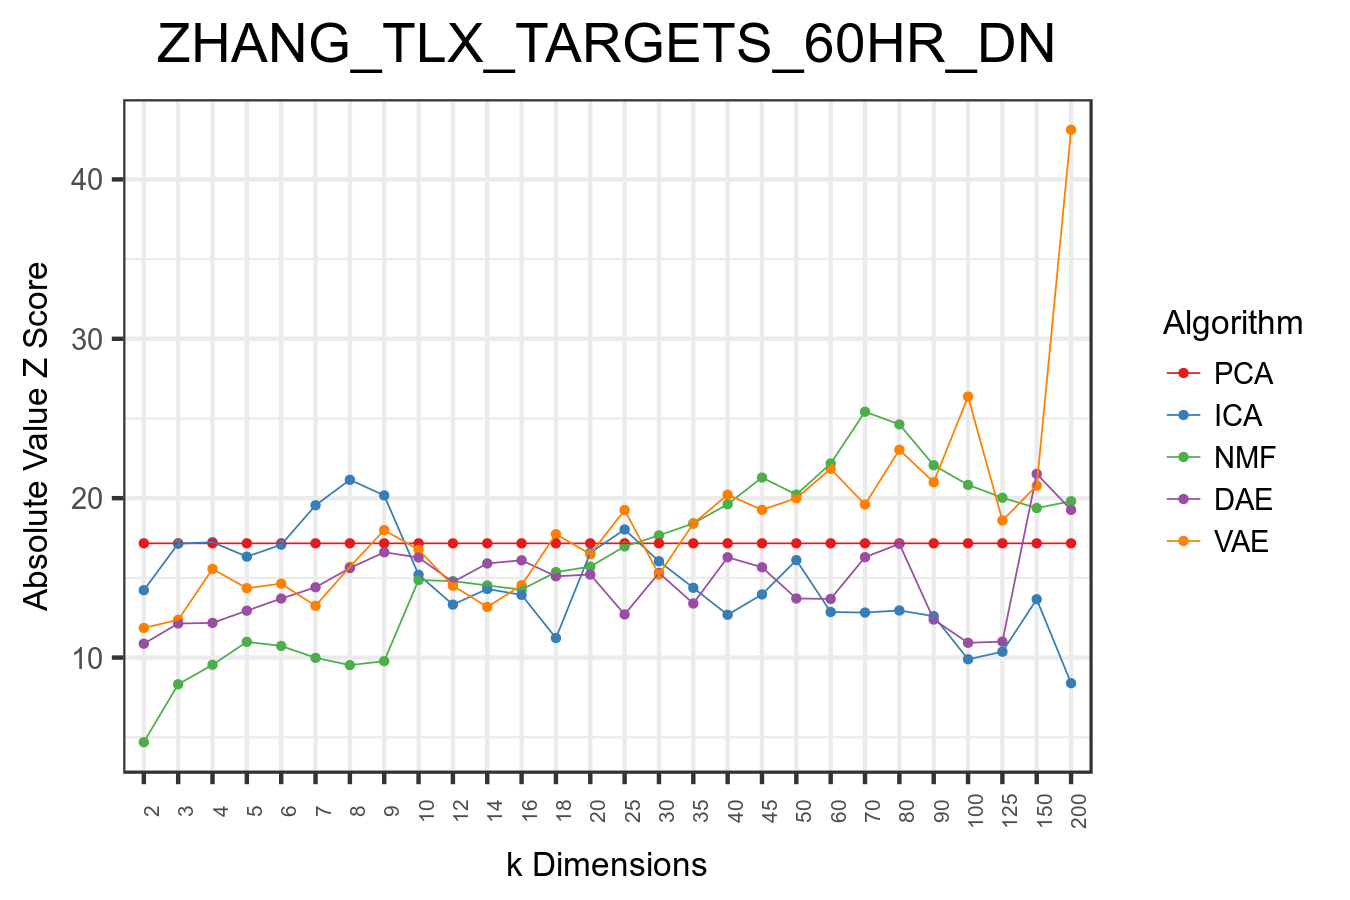 ZHANG_TLX_TARGETS_60HR_DN
Absolute Value Z Score
40
30
20
10
2 3 4 5 6 7 8 9 10 12 14 16 18 20 25 30 35 40 45 50 60 70 80 90 100 125 150 200
k Dimensions
Algorithm
PCA
ICA
NMF
DAE
VAE